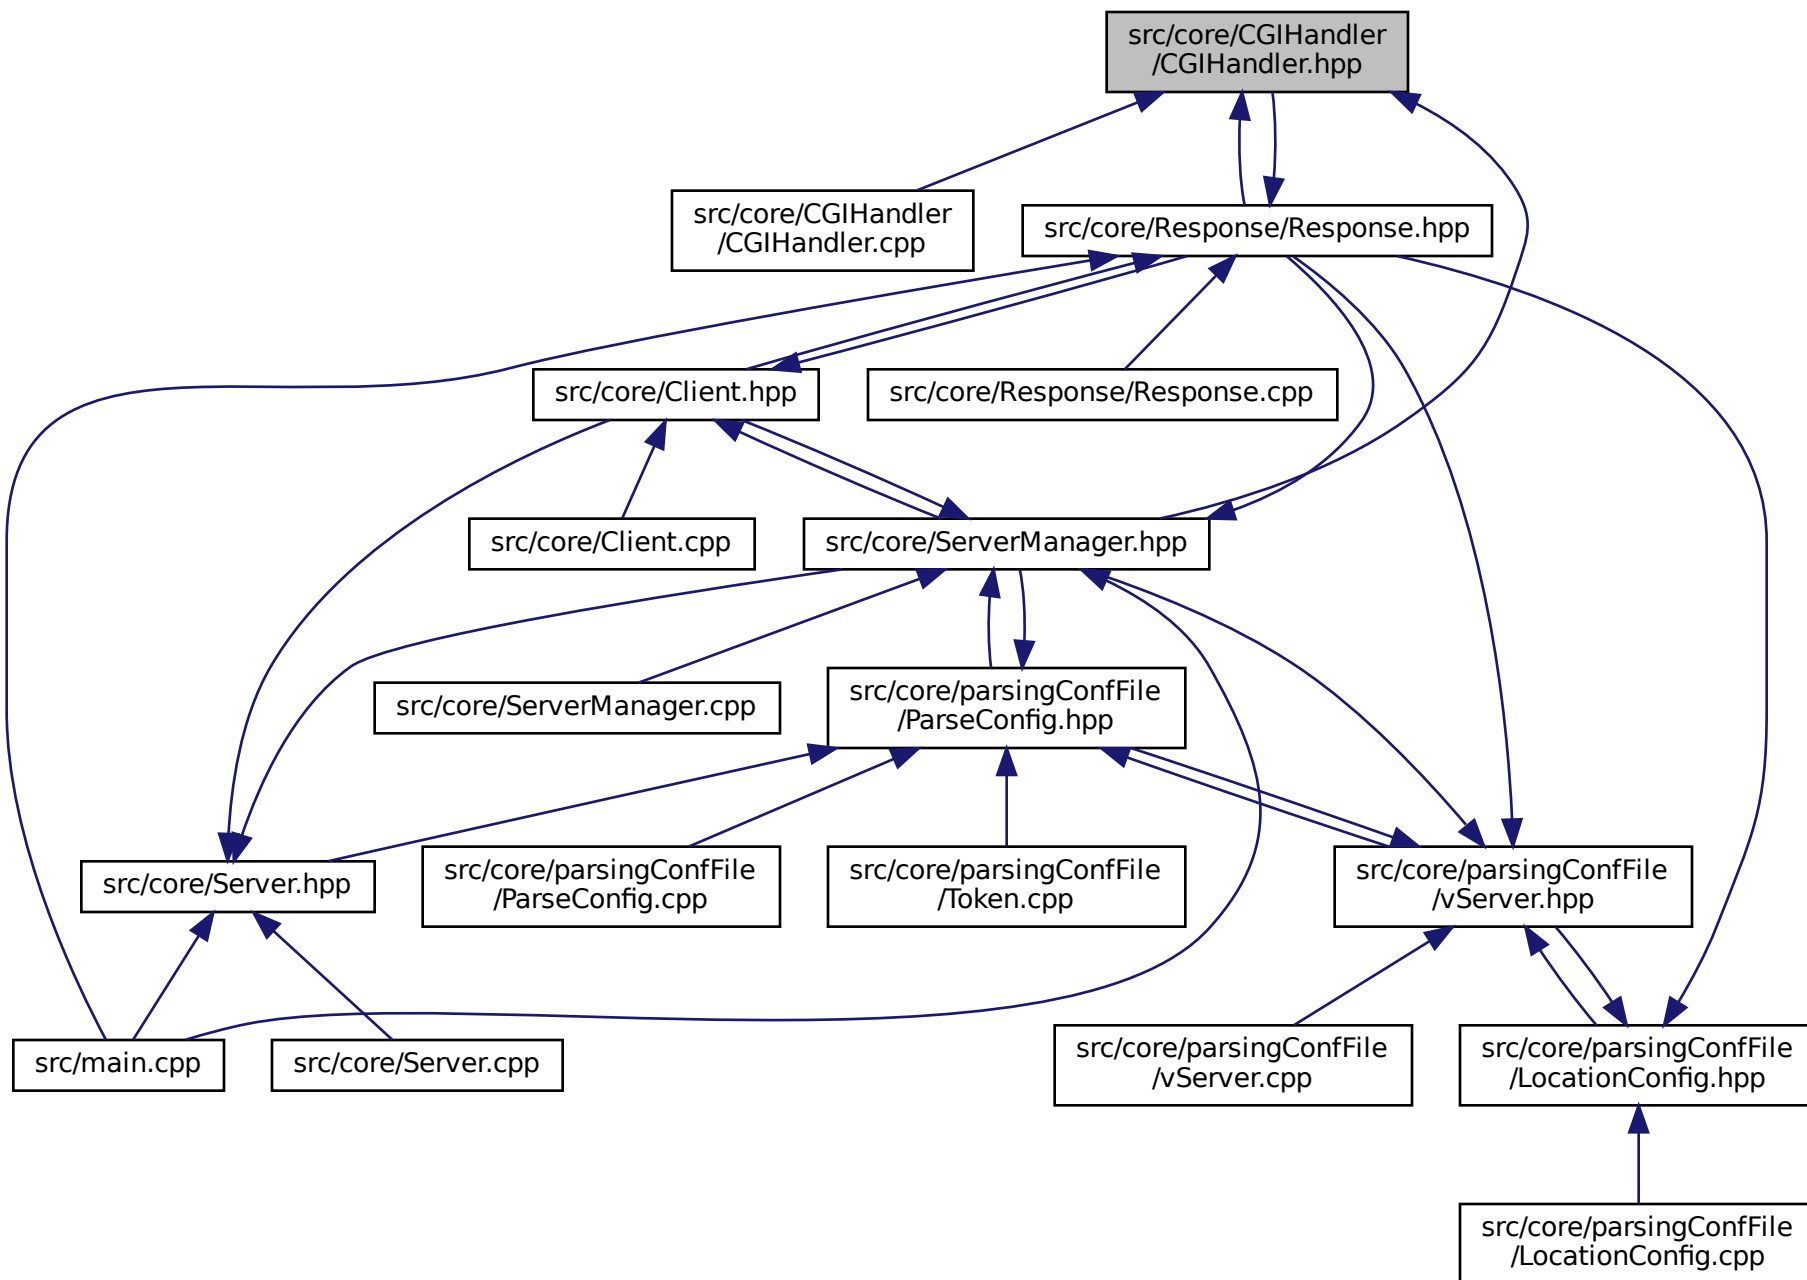 src/core/CGIHandler
/CGIHandler.hpp
src/core/CGIHandler
/CGIHandler.cpp
src/core/Response/Response.hpp
src/core/Client.hpp
src/core/Response/Response.cpp
src/core/Client.cpp
src/core/ServerManager.hpp
src/core/ServerManager.cpp
src/core/parsingConfFile
/ParseConfig.hpp
src/core/Server.hpp
src/core/parsingConfFile
/ParseConfig.cpp
src/core/parsingConfFile
/Token.cpp
src/core/parsingConfFile
/vServer.hpp
src/main.cpp
src/core/Server.cpp
src/core/parsingConfFile
/vServer.cpp
src/core/parsingConfFile
/LocationConfig.hpp
src/core/parsingConfFile
/LocationConfig.cpp